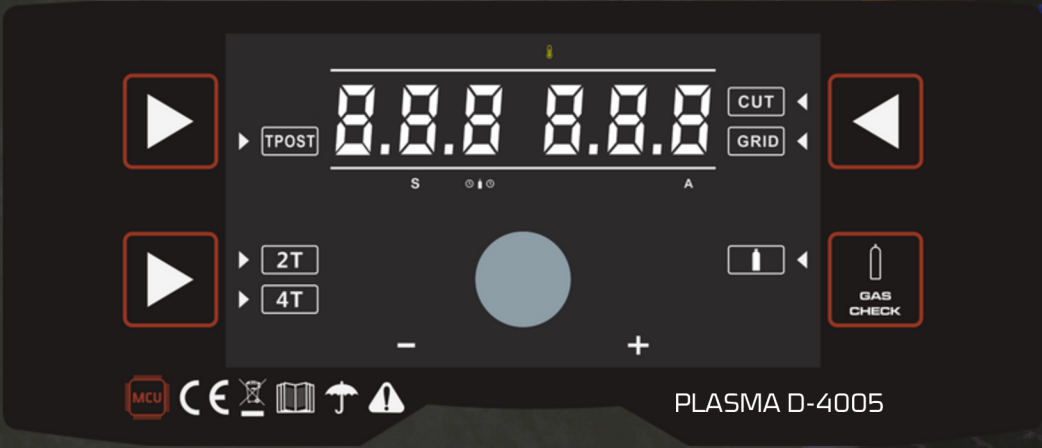 8.8.8 8.8.8
TPOST
CUT
GRID
S
A
2T
4T
GAS
CHECK
− +
MCU
CE
PLASMA D-4005